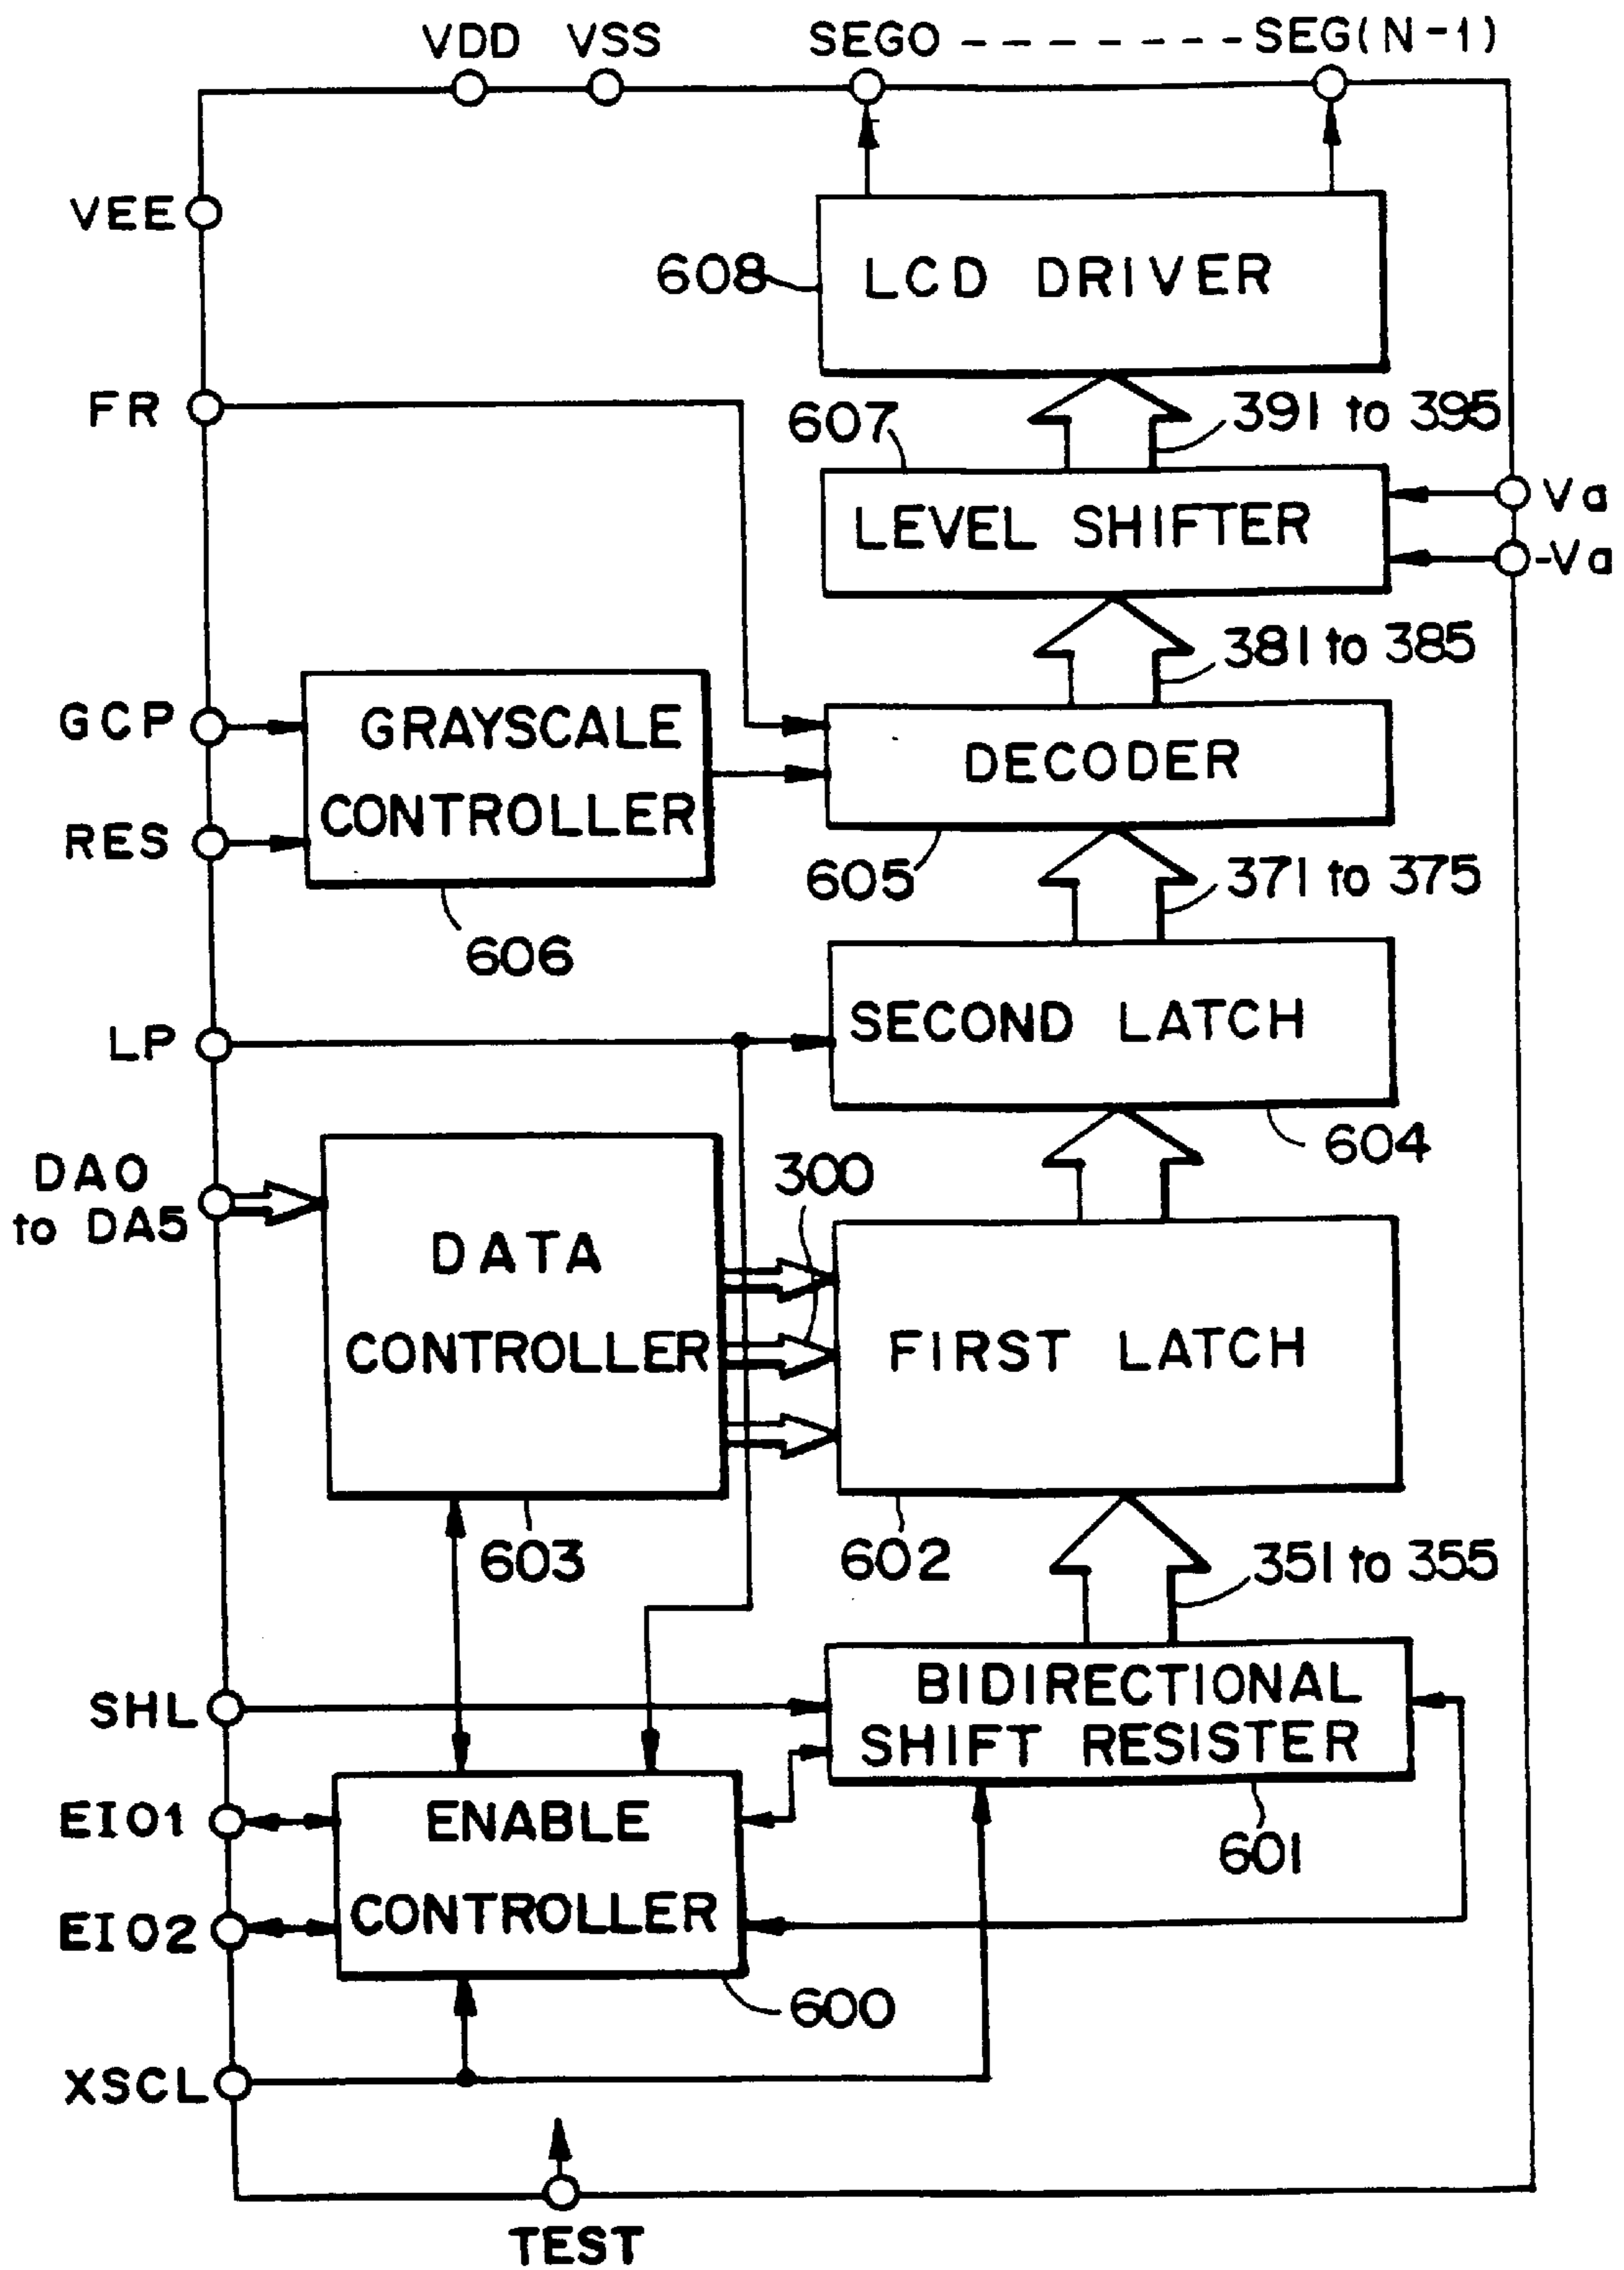 VDD VSS SEG0 - - - - - - - SEG(N-1)
VEE
608 LCD DRIVER
FR
391 to 395
607
LEVEL SHIFTER
Va
-Va
381 to 385
GCP
GRAYSCALE
CONTROLLER
RES
DECODER
605
371 to 375
606
LP
SECOND LATCH
604
DA0
to DA5
300
DATA
CONTROLLER
FIRST LATCH
603
602
351 to 355
SHL
BIDIRECTIONAL
SHIFT RESISTER
EIO1
ENABLE
CONTROLLER
601
EIO2
600
XSCL
TEST